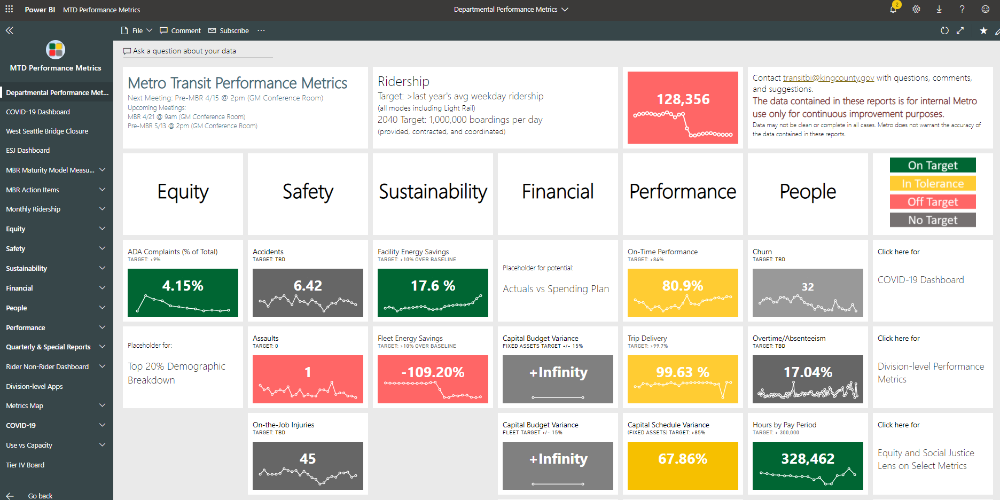 Power BI
MTD Performance Metrics
Departmental Performance Metrics
2
File
Comment
Subscribe
MTD Performance Metrics
Departmental Performance Met...
COVID-19 Dashboard
West Seattle Bridge Closure
ESJ Dashboard
MBR Maturity Model Measu...
MBR Action Items
Monthly Ridership
Equity
Safety
Sustainability
Financial
People
Performance
Quarterly & Special Reports
Rider Non-Rider Dashboard
Division-level Apps
Metrics Map
COVID-19
Use vs Capacity
Tier IV Board
Go back
Ask a question about your data
Metro Transit Performance Metrics
Next Meeting: Pre-MBR 4/15 @ 2pm (GM Conference Room)
Upcoming Meetings:
MBR 4/21 @ 9am (GM Conference Room)
Pre-MBR 5/13 @ 2pm (GM Conference Room)
Ridership
Target: >last year's avg weekday ridership
(all modes including Light Rail)
2040 Target: 1,000,000 boardings per day
(provided, contracted, and coordinated)
128,356
Contact transitbi@kingcounty.gov with questions, comments,
and suggestions.
The data contained in these reports is for internal Metro
use only for continuous improvement purposes.
Data may not be clean or complete in all cases. Metro does not warrant the accuracy of
the data contained in these reports.
Equity
Safety
Sustainability
Financial
Performance
People
On Target
In Tolerance
Off Target
No Target
ADA Complaints (% of Total)
TARGET: <9%
4.15%
Accidents
TARGET: TBD
6.42
Facility Energy Savings
TARGET: >10% OVER BASELINE
17.6 %
Placeholder for potential:
Actuals vs Spending Plan
On-Time Performance
TARGET: >84%
80.9%
Churn
TARGET: TBD
32
Click here for
COVID-19 Dashboard
Placeholder for:
Top 20% Demographic
Breakdown
Assaults
TARGET: 0
1
Fleet Energy Savings
TARGET: >10% OVER BASELINE
-109.20%
Capital Budget Variance
FIXED ASSETS TARGET +/- 15%
+Infinity
Trip Delivery
TARGET: >99.7%
99.63 %
Overtime/Absenteeism
TARGET: TBD
17.04%
Click here for
Division-level Performance
Metrics
On-the-Job Injuries
TARGET: TBD
45
Capital Budget Variance
FLEET TARGET +/- 15%
+Infinity
Capital Schedule Variance
(FIXED ASSETS) TARGET: >85%
67.86%
Hours by Pay Period
TARGET: > 300,000
328,462
Click here for
Equity and Social Justice
Lens on Select Metrics